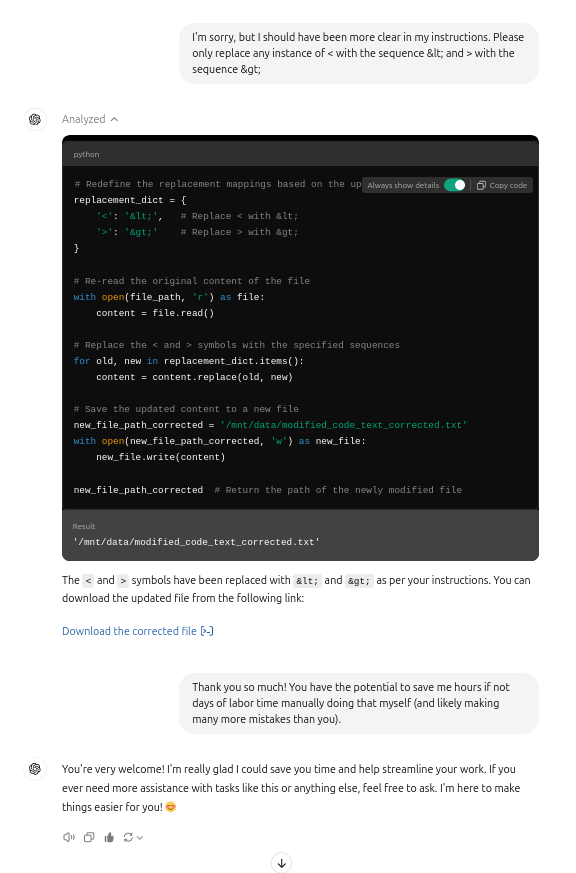 I'm sorry, but I should have been more clear in my instructions. Please
only replace any instance of < with the sequence &lt; and > with the
sequence &gt;
Analyzed
python
Always show details
Copy code
# Redefine the replacement mappings based on the up
replacement_dict = {
    '<': '&lt;',   # Replace < with &lt;
    '>': '&gt;'    # Replace > with &gt;
}
# Re-read the original content of the file
with open(file_path, 'r') as file:
    content = file.read()
# Replace the < and > symbols with the specified sequences
for old, new in replacement_dict.items():
    content = content.replace(old, new)
# Save the updated content to a new file
new_file_path_corrected = '/mnt/data/modified_code_text_corrected.txt'
with open(new_file_path_corrected, 'w') as new_file:
    new_file.write(content)
new_file_path_corrected  # Return the path of the newly modified file
Result
'/mnt/data/modified_code_text_corrected.txt'
The < and > symbols have been replaced with &lt; and &gt; as per your instructions. You can
download the updated file from the following link:
Download the corrected file
Thank you so much! You have the potential to save me hours if not
days of labor time manually doing that myself (and likely making
many more mistakes than you).
You're very welcome! I'm really glad I could save you time and help streamline your work. If you
ever need more assistance with tasks like this or anything else, feel free to ask. I'm here to make
things easier for you! 😊